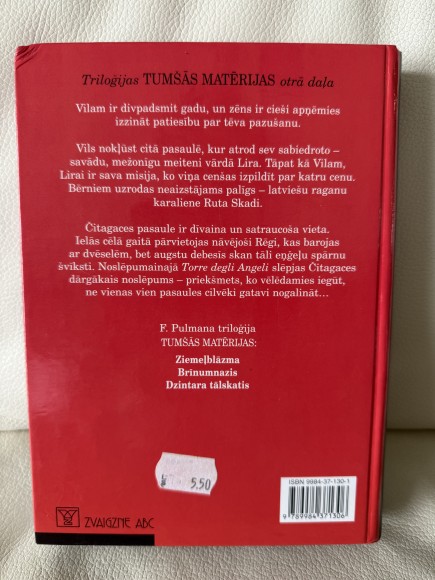 Triloģijas TUMŠĀS MATĒRIJAS otrā daļa
Vilam ir divpadsmit gadu, un zēns ir cieši apņēmies
izzināt patiesību par tēva pazušanu.
Vils nokļūst citā pasaulē, kur atrod sev sabiedroto –
savādu, mežonīgu meiteni vārdā Lira. Tāpat kā Vilam,
Lirai ir sava misija, ko viņa cenšas izpildīt par katru cenu.
Bērniem uzrodas neaizstājams palīgs – latviešu raganu
karaliene Ruta Skadi.
Čitagaces pasaule ir dīvaina un satraucoša vieta.
Ielās cēlā gaitā pārvietojas nāvējoši Rēgi, kas barojas
ar dvēselēm, bet augstu debesīs skan tāli eņģeļu spārnu
švīksti. Noslēpumainajā Torre degli Angeli slēpjas Čitagaces
dārgākais noslēpums – priekšmets, ko vēlēdamies iegūt,
ne vienas vien pasaules cilvēki gatavi nogalināt...
F. Pulmana triloģija
TUMŠĀS MATĒRIJAS:
Ziemeļblāzma
Brīnumnazis
Dzintara tālskatis
5.50
ISBN 9984-37-130-1
9 789984 371306
ZVAIGZNE ABC